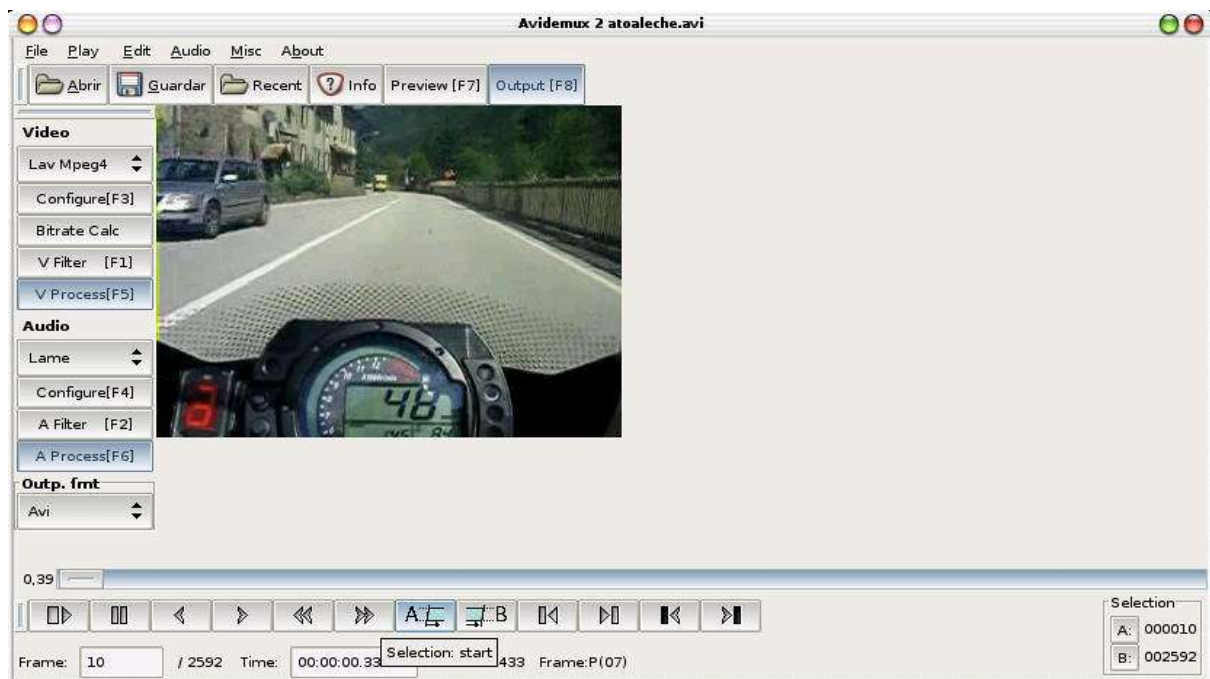 Avidemux 2 atoaleche.avi
File Play Edit Audio Misc About
Abrir Guardar Recent Info Preview [F7] Output [F8]
Video
Lav Mpeg4
Configure[F3]
Bitrate Calc
V Filter [F1]
V Process[F5]
Audio
Lame
Configure[F4]
A Filter [F2]
A Process[F6]
Outp. fmt
Avi
48
0,39
A B
Selection: start
Frame: 10 / 2592 Time: 00:00:00.33 433 Frame:P(07)
Selection
A: 000010
B: 002592